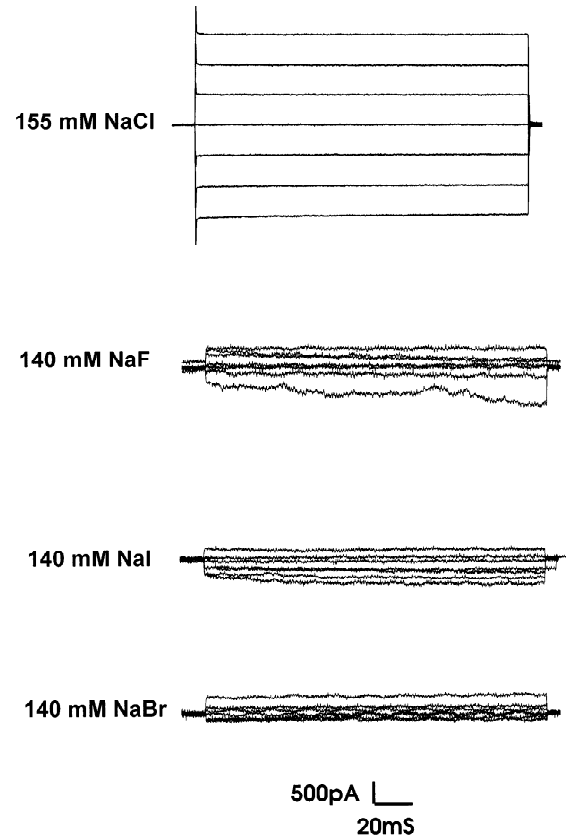 155 mM NaCl
140 mM NaF
140 mM NaI
140 mM NaBr
500pA
20mS